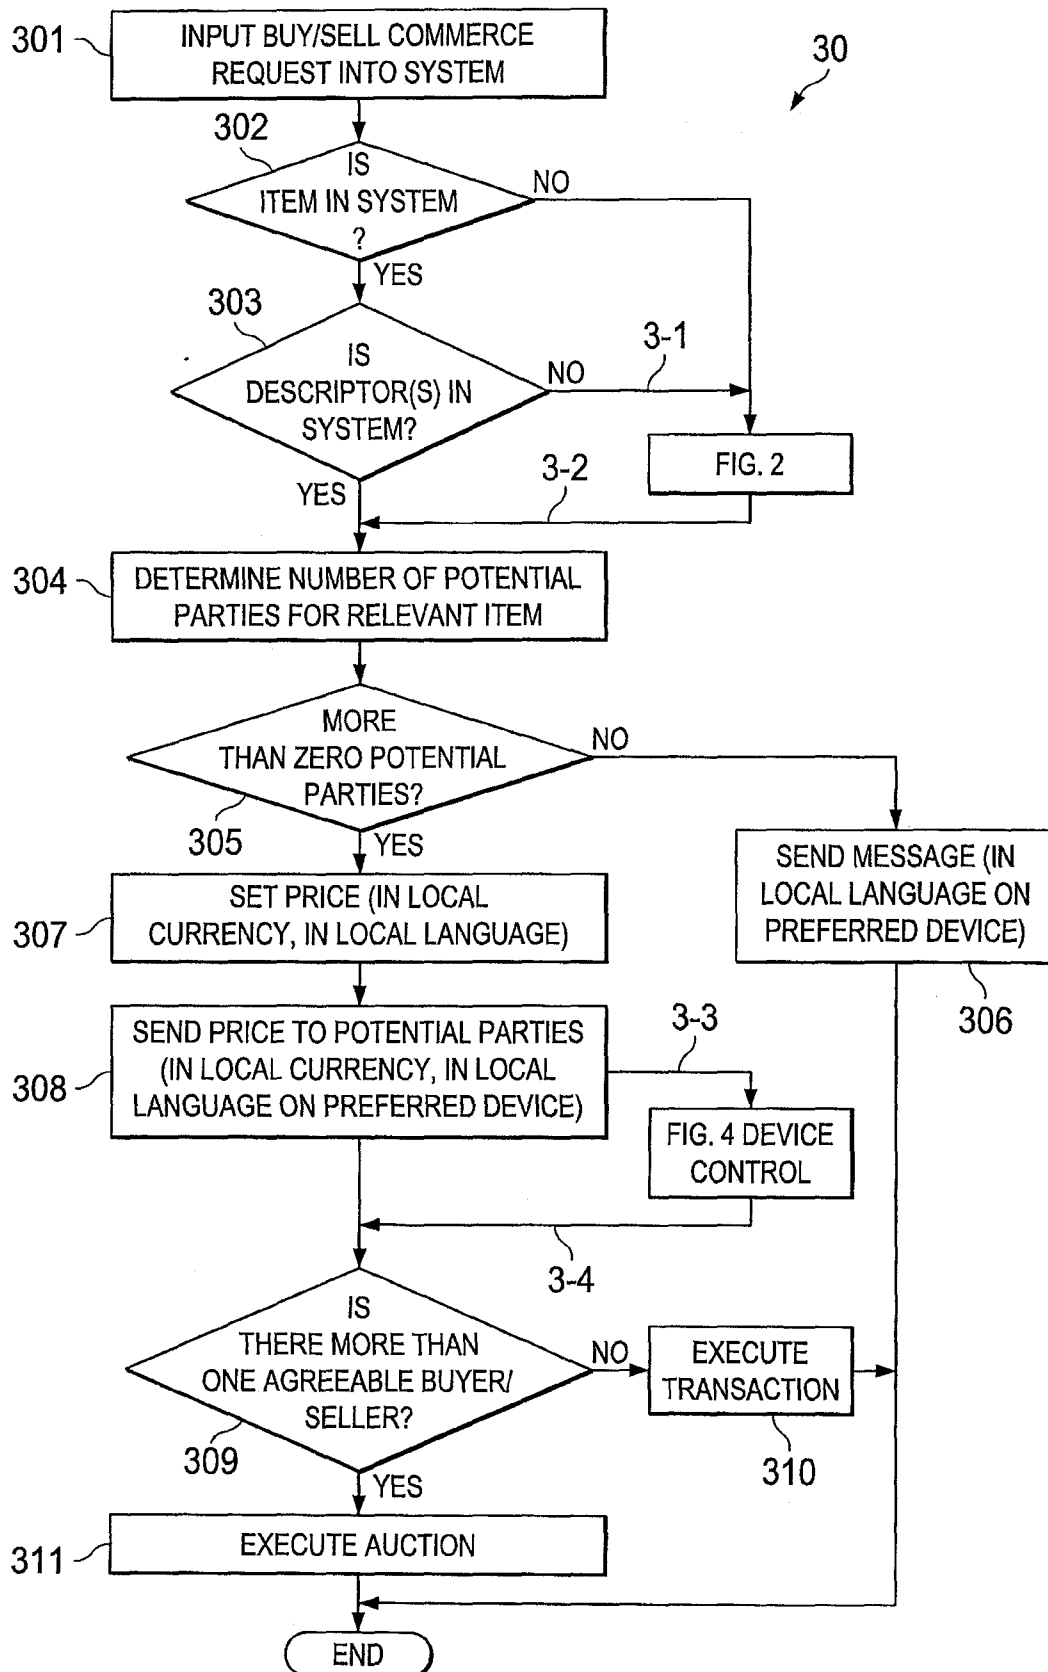 301
INPUT BUY/SELL COMMERCE
REQUEST INTO SYSTEM
30
302
IS
ITEM IN SYSTEM
?
NO
YES
303
IS
DESCRIPTOR(S) IN
SYSTEM?
NO
3-1
FIG. 2
YES
3-2
304
DETERMINE NUMBER OF POTENTIAL
PARTIES FOR RELEVANT ITEM
MORE
THAN ZERO POTENTIAL
PARTIES?
NO
305
YES
SEND MESSAGE (IN
LOCAL LANGUAGE ON
PREFERRED DEVICE)
306
307
SET PRICE (IN LOCAL
CURRENCY, IN LOCAL LANGUAGE)
308
SEND PRICE TO POTENTIAL PARTIES
(IN LOCAL CURRENCY, IN LOCAL
LANGUAGE ON PREFERRED DEVICE)
3-3
FIG. 4 DEVICE
CONTROL
3-4
IS
THERE MORE THAN
ONE AGREEABLE BUYER/
SELLER?
NO
309
EXECUTE
TRANSACTION
310
YES
311
EXECUTE AUCTION
END